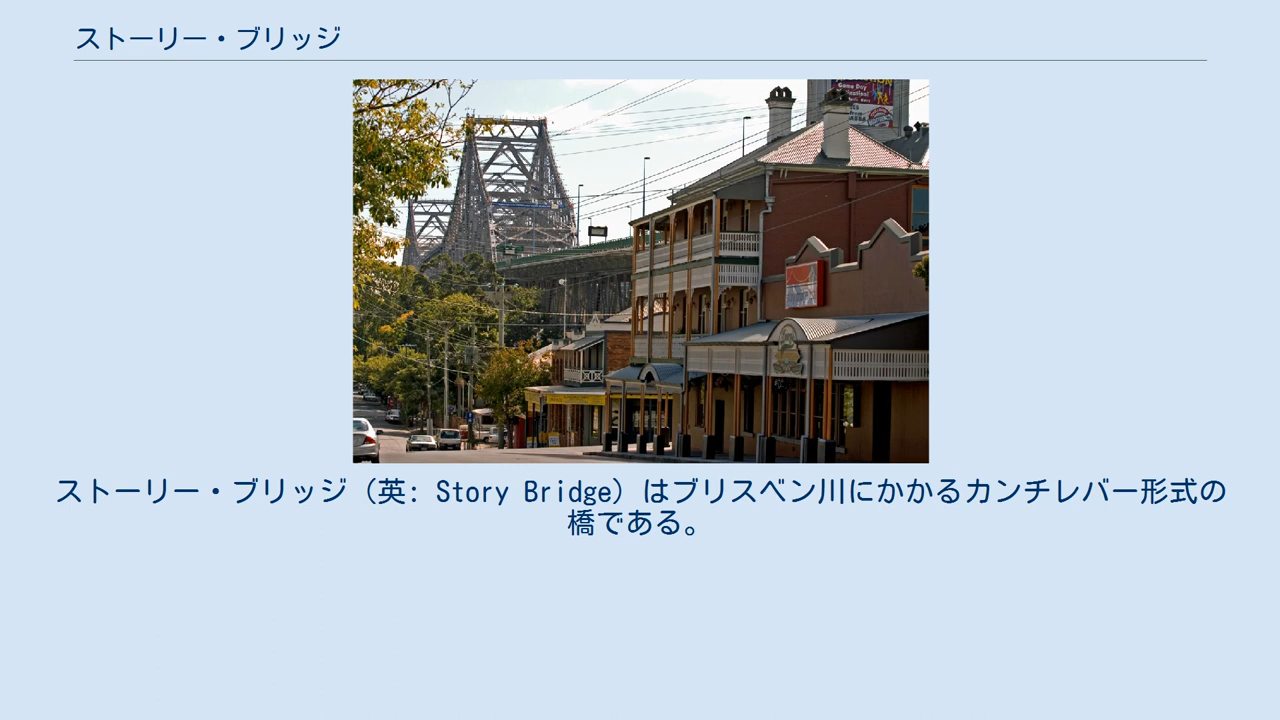 ストーリー・ブリッジ
Game Day
ストーリー・ブリッジ（英: Story Bridge）はブリスベン川にかかるカンチレバー形式の
橋である。